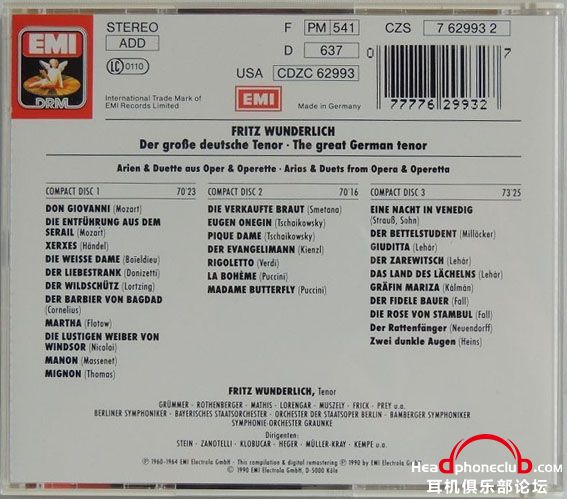 EMI
DRM
STEREO
ADD
LC 0110
F PM 541 CZS 7 62993 2
D 637
USA CDZC 62993
0 77776 29932 7
International Trade Mark of
EMI Records Limited
EMI
Made in Germany
FRITZ WUNDERLICH
Der große deutsche Tenor · The great German tenor
Arien & Duette aus Oper & Operette · Arias & Duets from Opera & Operetta
COMPACT DISC 1 70'23
DON GIOVANNI (Mozart)
DIE ENTFÜHRUNG AUS DEM
SERAIL (Mozart)
XERXES (Händel)
DIE WEISSE DAME (Boïeldieu)
DER LIEBESTRANK (Donizetti)
DER WILDSCHÜTZ (Lortzing)
DER BARBIER VON BAGDAD
(Cornelius)
MARTHA (Flotow)
DIE LUSTIGEN WEIBER VON
WINDSOR (Nicolai)
MANON (Massenet)
MIGNON (Thomas)
COMPACT DISC 2 70'16
DIE VERKAUFTE BRAUT (Smetana)
EUGEN ONEGIN (Tschaikowsky)
PIQUE DAME (Tschaikowsky)
DER EVANGELIMANN (Kienzl)
RIGOLETTO (Verdi)
LA BOHÈME (Puccini)
MADAME BUTTERFLY (Puccini)
COMPACT DISC 3 73'25
EINE NACHT IN VENEDIG
(Strauß, Sohn)
DER BETTELSTUDENT (Millöcker)
GIUDITTA (Lehár)
DER ZAREWITSCH (Lehár)
DAS LAND DES LÄCHELNS (Lehár)
GRÄFIN MARIZA (Kálmán)
DER FIDELE BAUER (Fall)
DIE ROSE VON STAMBUL (Fall)
Der Rattenfänger (Neuendorff)
Zwei dunkle Augen (Heins)
FRITZ WUNDERLICH, Tenor
GRÜMMER · ROTHENBERGER · MATHIS · LORENGAR · MUSZELY · FRICK · PREY u.a.
BERLINER SYMPHONIKER · BAYERISCHES STAATSORCHESTER · ORCHESTER DER STAATSOPER BERLIN · BAMBERGER SYMPHONIKER
SYMPHONIE-ORCHESTER GRAUNKE
Dirigenten:
STEIN · ZANOTELLI · KLOBUCAR · HEGER · MÜLLER-KRAY · KEMPE u.a.
℗ 1960-1964 EMI Electrola GmbH · This compilation & digital remastering ℗ 1990 by EMI Electrola GmbH
© 1990 EMI Electrola GmbH, D-5000 Köln
Headphoneclub.com
耳机俱乐部论坛